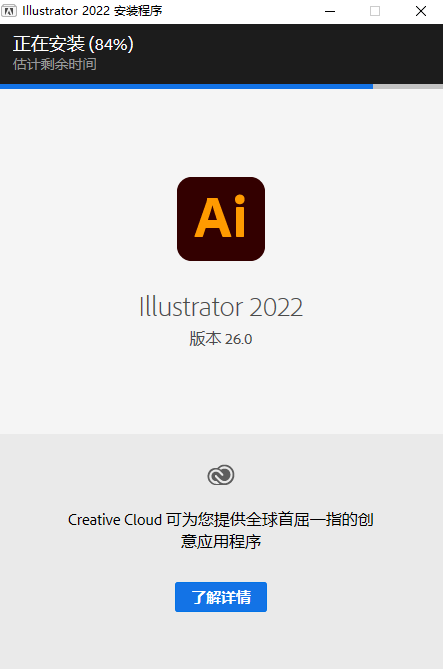 Illustrator 2022 安装程序
正在安装 (84%)
估计剩余时间
Ai
Illustrator 2022
版本 26.0
Creative Cloud 可为您提供全球首屈一指的创
意应用程序
了解详情